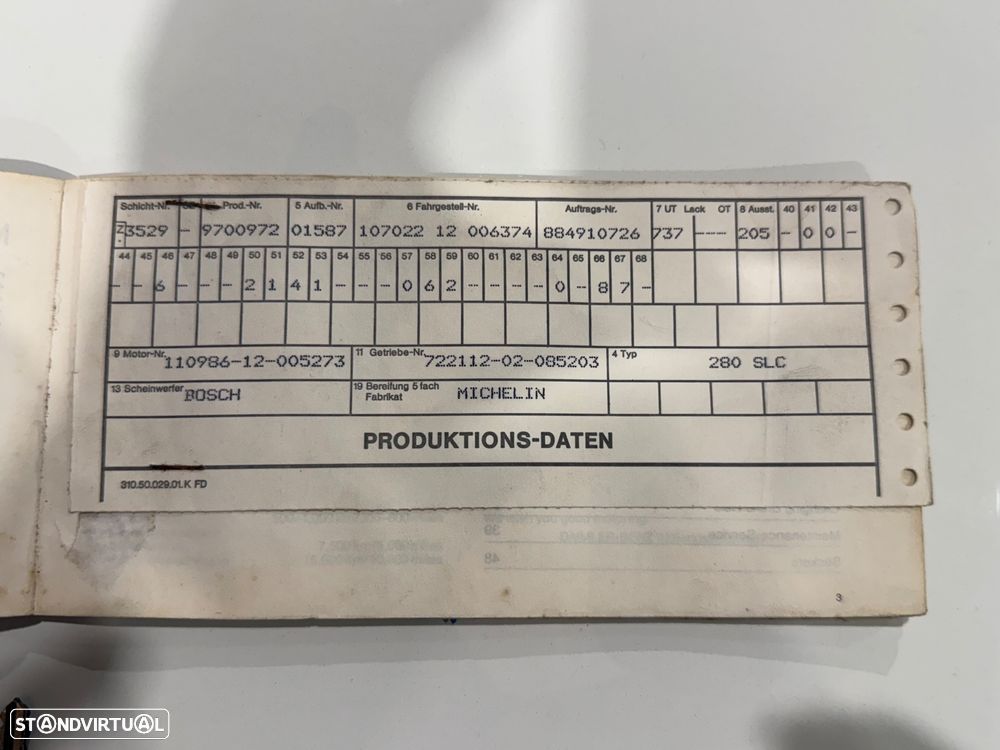 Schicht-Nr. Prod.-Nr. 5 Aufb.-Nr. 6 Fahrgestell-Nr. Auftrags-Nr. 7 UT Lack OT 8 Ausst. 40 41 42 43
Z. 3529 - 9700972 01587 107022 12 006374 884910726 737 --- 205 - 0 0 -
44 45 46 47 48 49 50 51 52 53 54 55 56 57 58 59 60 61 62 63 64 65 66 67 68
- - 6 - - - 2 1 4 1 - - - 0 6 2 - - - - 0 - 8 7 -
9 Motor-Nr. 110986-12-005273 11 Getriebe-Nr. 722112-02-085203 4 Typ 280 SLC
13 Scheinwerfer BOSCH 19 Bereifung 5 fach Fabrikat MICHELIN
PRODUKTIONS-DATEN
310.50.029.01.K FD
39
Maintenance Service
48
3
STANDVIRTUAL